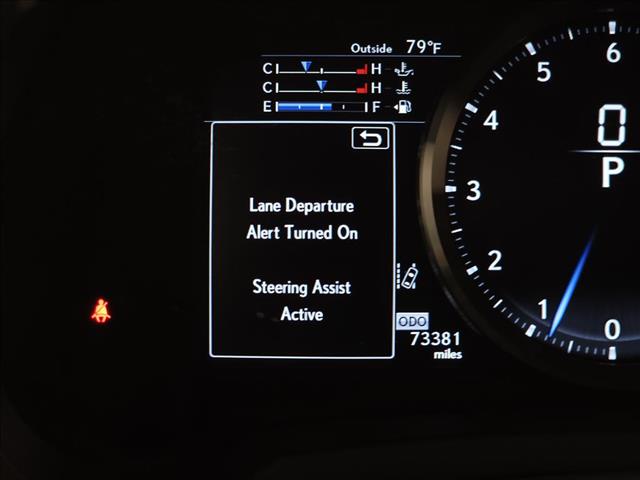 Outside 79°F
C H
C H
E F
Lane Departure
Alert Turned On
Steering Assist
Active
ODO
73381
miles
6
5
4
3
2
1
0
0
P